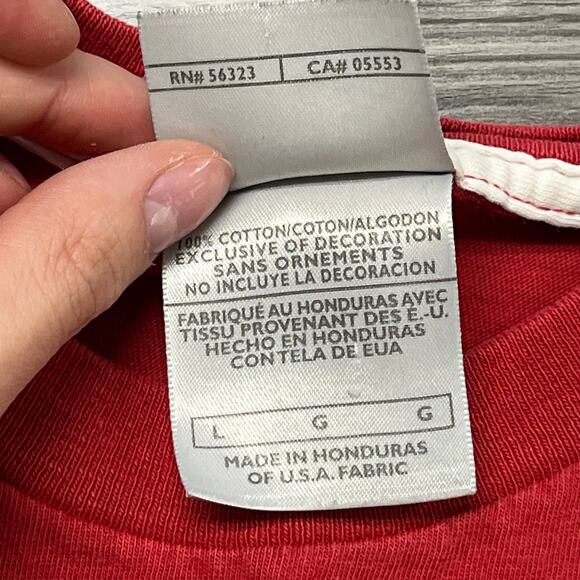 RN# 56323 | CA# 05553
100% COTTON/COTON/ALGODON
EXCLUSIVE OF DECORATION
SANS ORNEMENTS
NO INCLUYE LA DECORACION
FABRIQUÉ AU HONDURAS AVEC
TISSU PROVENANT DES É.-U.
HECHO EN HONDURAS
CON TELA DE EUA
L G G
MADE IN HONDURAS
OF U.S.A. FABRIC